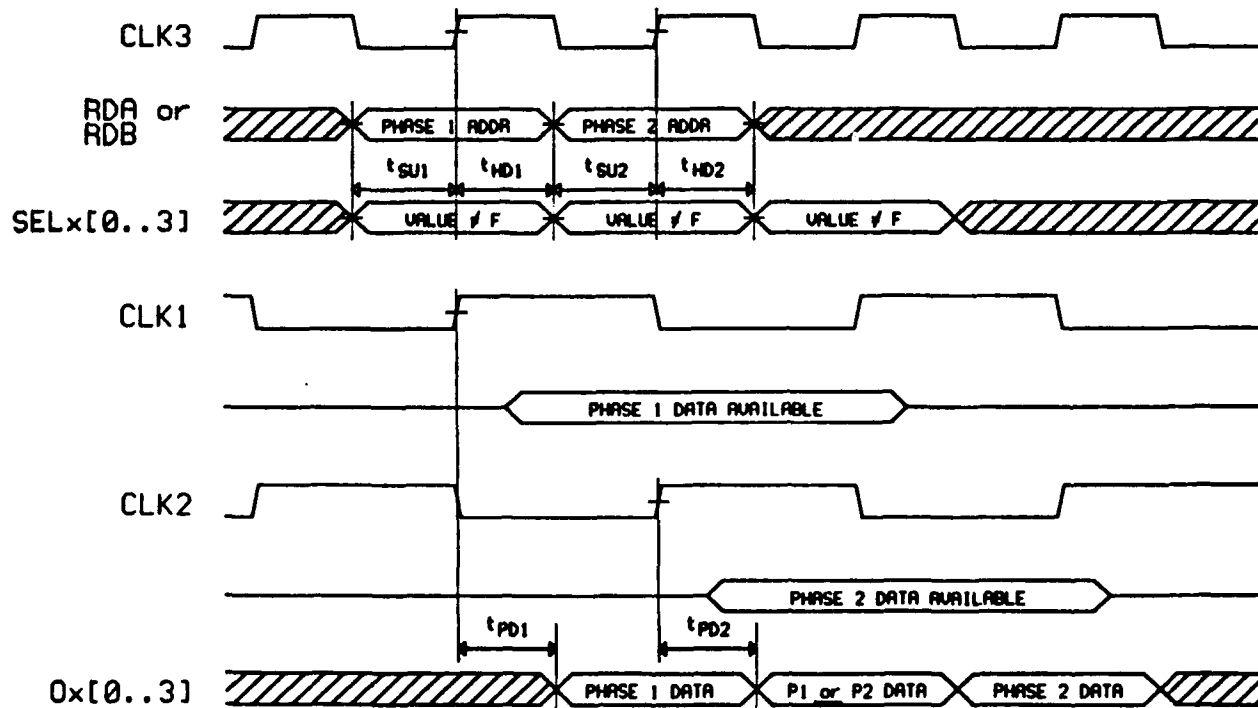 CLK3
RDA or
RDB
PHASE 1 ADDR
PHASE 2 ADDR
tSU1
tHD1
tSU2
tHD2
SELx[0..3]
VALUE ≠ F
VALUE ≠ F
VALUE ≠ F
CLK1
PHASE 1 DATA AVAILABLE
CLK2
PHASE 2 DATA AVAILABLE
tPD1
tPD2
Ox[0..3]
PHASE 1 DATA
P1 or P2 DATA
PHASE 2 DATA